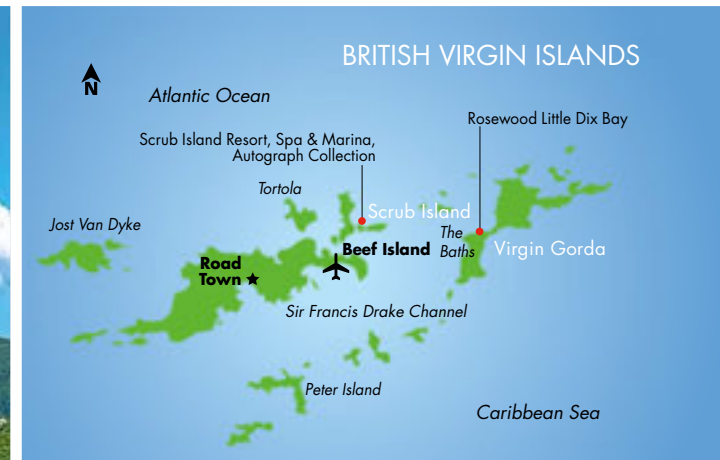 BRITISH VIRGIN ISLANDS
N
Atlantic Ocean
Rosewood Little Dix Bay
Scrub Island Resort, Spa & Marina,
Autograph Collection
Tortola
Scrub Island
Jost Van Dyke
The
Baths
Virgin Gorda
Beef Island
Road
Town
Sir Francis Drake Channel
Peter Island
Caribbean Sea